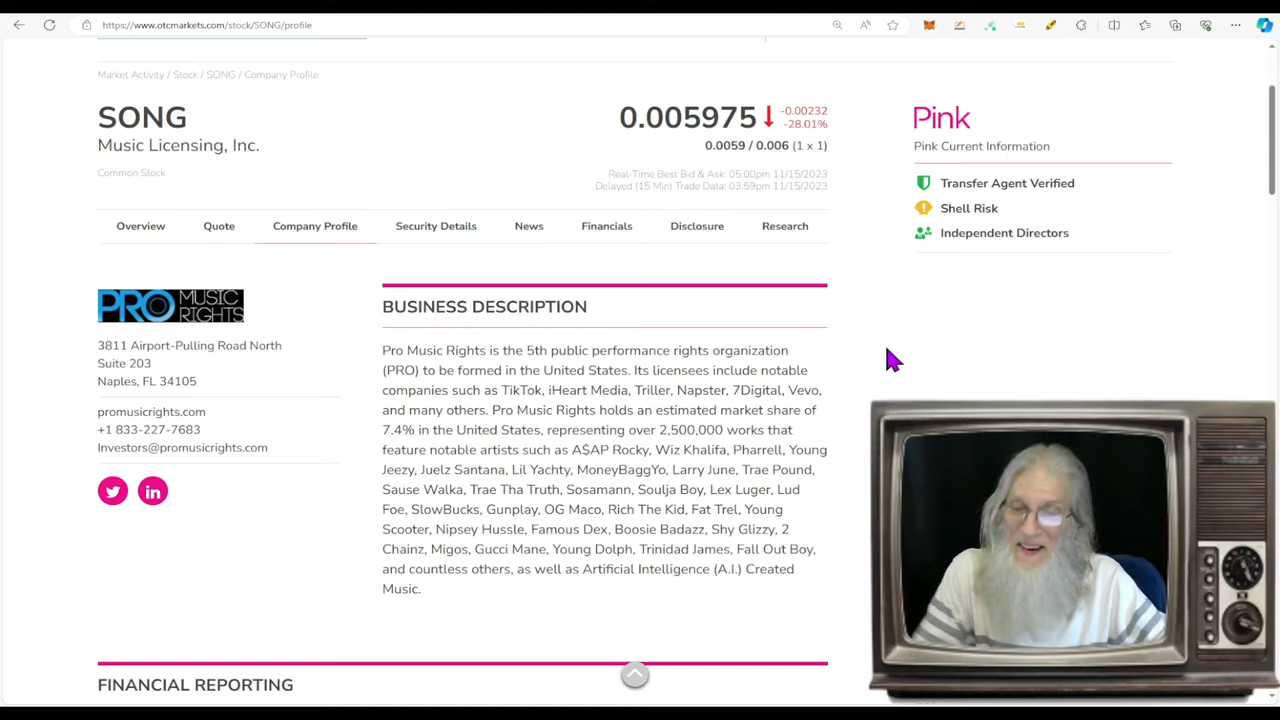 https://www.otcmarkets.com/stock/SONG/profile
Market Activity / Stock / SONG / Company Profile
SONG
Music Licensing, Inc.
Common Stock
0.005975
-0.00232
-28.01%
0.0059 / 0.006 (1 x 1)
Real-Time Best Bid & Ask: 05:00pm 11/15/2023
Delayed (15 Min) Trade Data: 03:59pm 11/15/2023
Pink
Pink Current Information
Transfer Agent Verified
Shell Risk
Independent Directors
Overview Quote Company Profile Security Details News Financials Disclosure Research
PRO MUSIC RIGHTS
3811 Airport-Pulling Road North
Suite 203
Naples, FL 34105
promusicrights.com
+1 833-227-7683
Investors@promusicrights.com
BUSINESS DESCRIPTION
Pro Music Rights is the 5th public performance rights organization
(PRO) to be formed in the United States. Its licensees include notable
companies such as TikTok, iHeart Media, Triller, Napster, 7Digital, Vevo,
and many others. Pro Music Rights holds an estimated market share of
7.4% in the United States, representing over 2,500,000 works that
feature notable artists such as A$AP Rocky, Wiz Khalifa, Pharrell, Young
Jeezy, Juelz Santana, Lil Yachty, MoneyBaggYo, Larry June, Trae Pound,
Sause Walka, Trae Tha Truth, Sosamann, Soulja Boy, Lex Luger, Lud
Foe, SlowBucks, Gunplay, OG Maco, Rich The Kid, Fat Trel, Young
Scooter, Nipsey Hussle, Famous Dex, Boosie Badazz, Shy Glizzy, 2
Chainz, Migos, Gucci Mane, Young Dolph, Trinidad James, Fall Out Boy,
and countless others, as well as Artificial Intelligence (A.I.) Created
Music.
FINANCIAL REPORTING